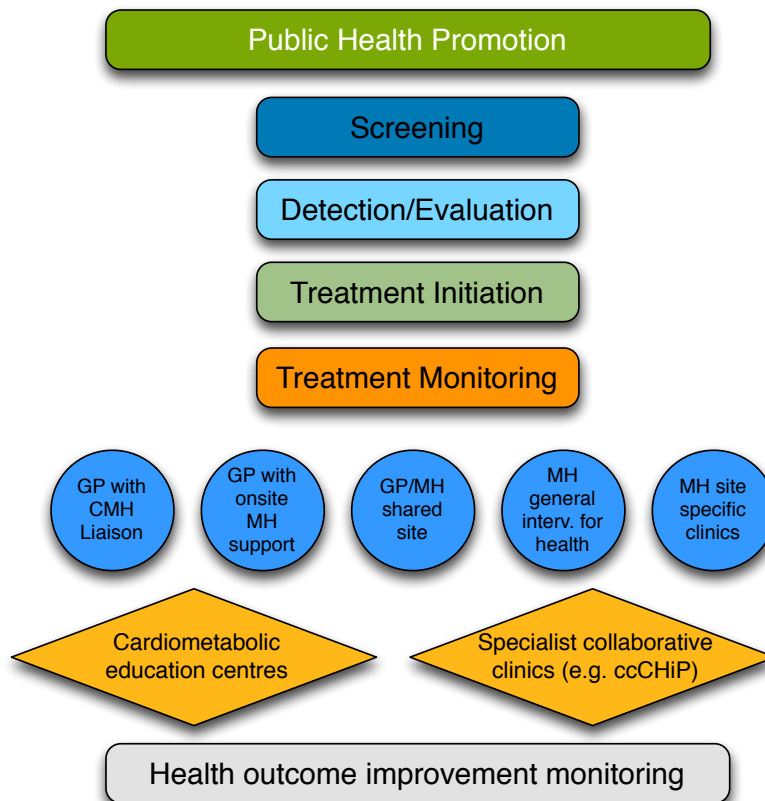 Public Health Promotion
Screening
Detection/Evaluation
Treatment Initiation
Treatment Monitoring
GP with
CMH
Liaison
GP with
onsite
MH
support
GP/MH
shared
site
MH
general
interv. for
health
MH site
specific
clinics
Cardiometabolic
education centres
Specialist collaborative
clinics (e.g. ccCHiP)
Health outcome improvement monitoring